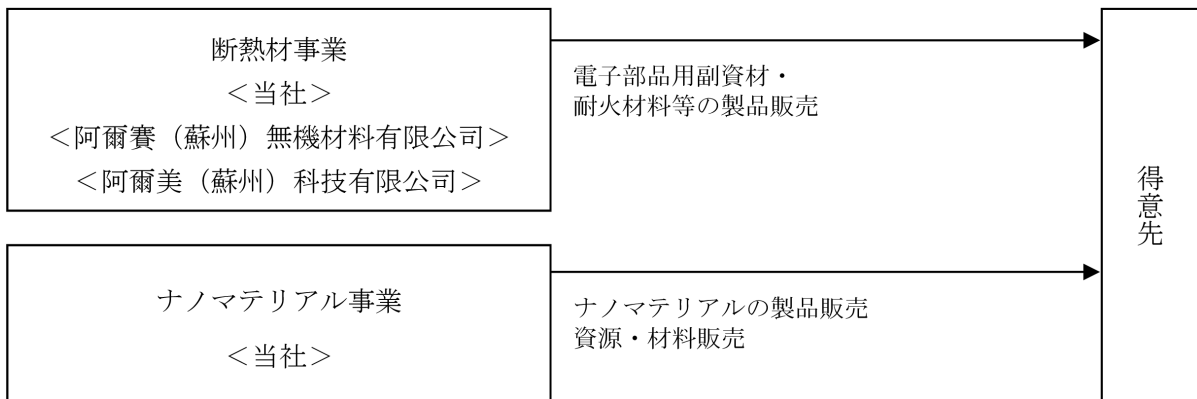 断熱材事業
＜当社＞
＜阿爾賽（蘇州）無機材料有限公司＞
＜阿爾美（蘇州）科技有限公司＞
電子部品用副資材・
耐火材料等の製品販売
ナノマテリアル事業
＜当社＞
ナノマテリアルの製品販売
資源・材料販売
得意先